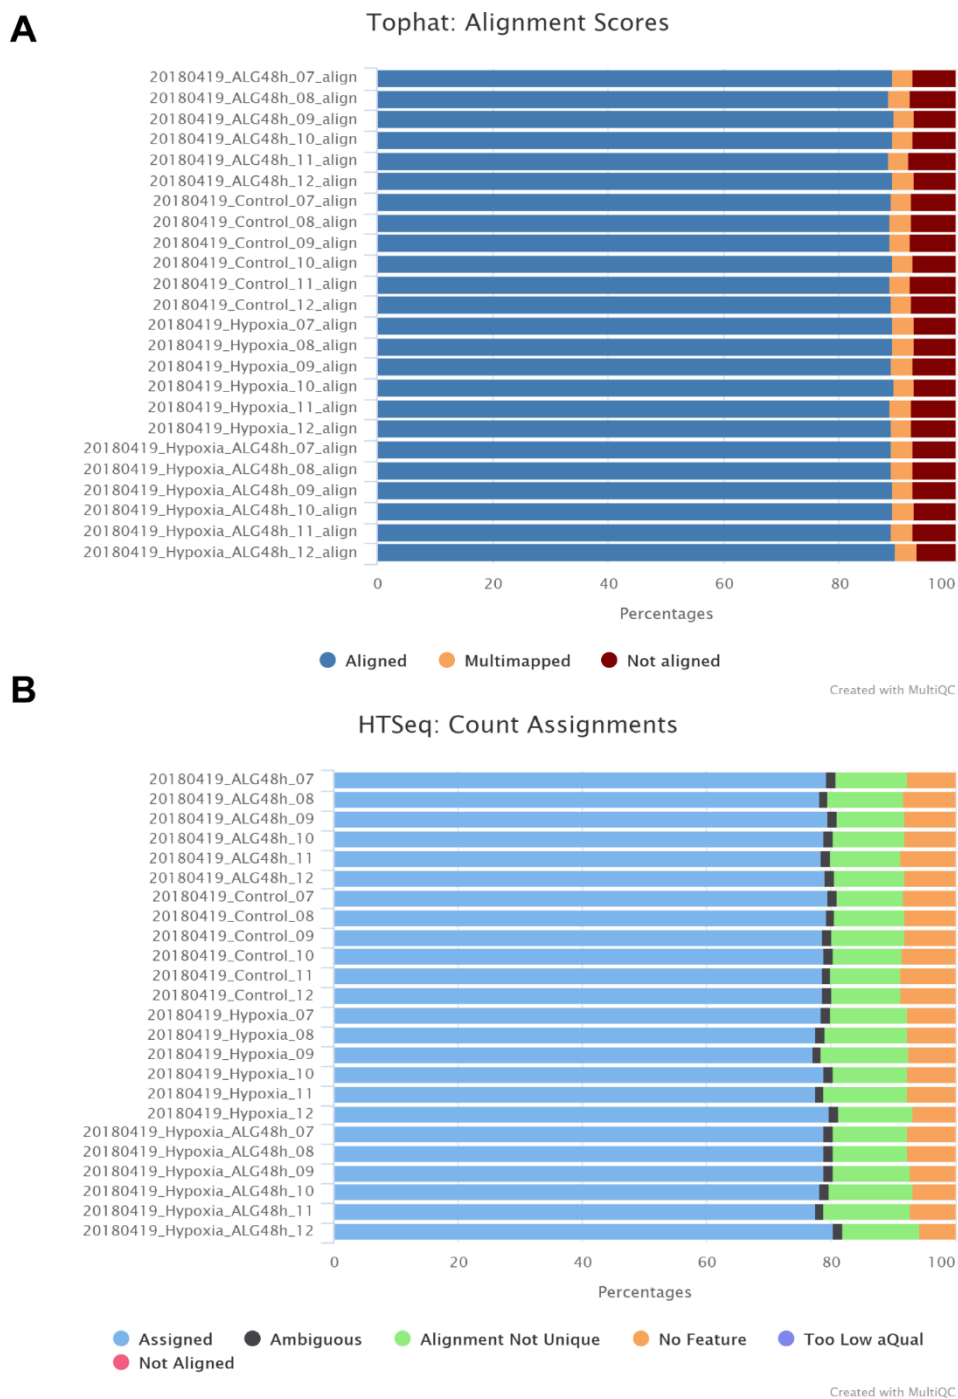 A
Tophat: Alignment Scores
20180419_ALG48h_07_align
20180419_ALG48h_08_align
20180419_ALG48h_09_align
20180419_ALG48h_10_align
20180419_ALG48h_11_align
20180419_ALG48h_12_align
20180419_Control_07_align
20180419_Control_08_align
20180419_Control_09_align
20180419_Control_10_align
20180419_Control_11_align
20180419_Control_12_align
20180419_Hypoxia_07_align
20180419_Hypoxia_08_align
20180419_Hypoxia_09_align
20180419_Hypoxia_10_align
20180419_Hypoxia_11_align
20180419_Hypoxia_12_align
20180419_Hypoxia_ALG48h_07_align
20180419_Hypoxia_ALG48h_08_align
20180419_Hypoxia_ALG48h_09_align
20180419_Hypoxia_ALG48h_10_align
20180419_Hypoxia_ALG48h_11_align
20180419_Hypoxia_ALG48h_12_align
0 20 40 60 80 100
Percentages
Aligned Multimapped Not aligned
Created with MultiQC
B
HTSeq: Count Assignments
20180419_ALG48h_07
20180419_ALG48h_08
20180419_ALG48h_09
20180419_ALG48h_10
20180419_ALG48h_11
20180419_ALG48h_12
20180419_Control_07
20180419_Control_08
20180419_Control_09
20180419_Control_10
20180419_Control_11
20180419_Control_12
20180419_Hypoxia_07
20180419_Hypoxia_08
20180419_Hypoxia_09
20180419_Hypoxia_10
20180419_Hypoxia_11
20180419_Hypoxia_12
20180419_Hypoxia_ALG48h_07
20180419_Hypoxia_ALG48h_08
20180419_Hypoxia_ALG48h_09
20180419_Hypoxia_ALG48h_10
20180419_Hypoxia_ALG48h_11
20180419_Hypoxia_ALG48h_12
0 20 40 60 80 100
Percentages
Assigned Ambiguous Alignment Not Unique No Feature Too Low aQual
Not Aligned
Created with MultiQC